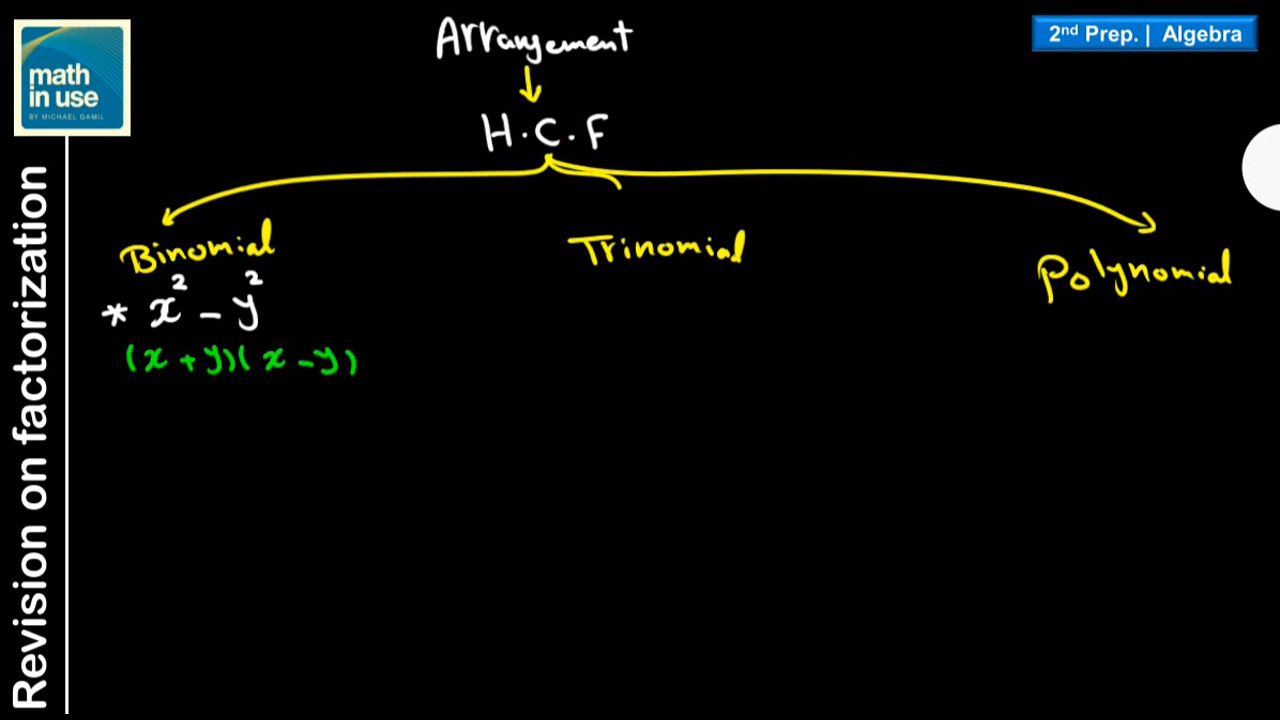 math
in use
BY MICHAEL GAMIL
2nd Prep. | Algebra
Revision on factorization
Arrangement
H.C.F
Binomial
Trinomial
Polynomial
* x² - y²
(x + y)(x - y)